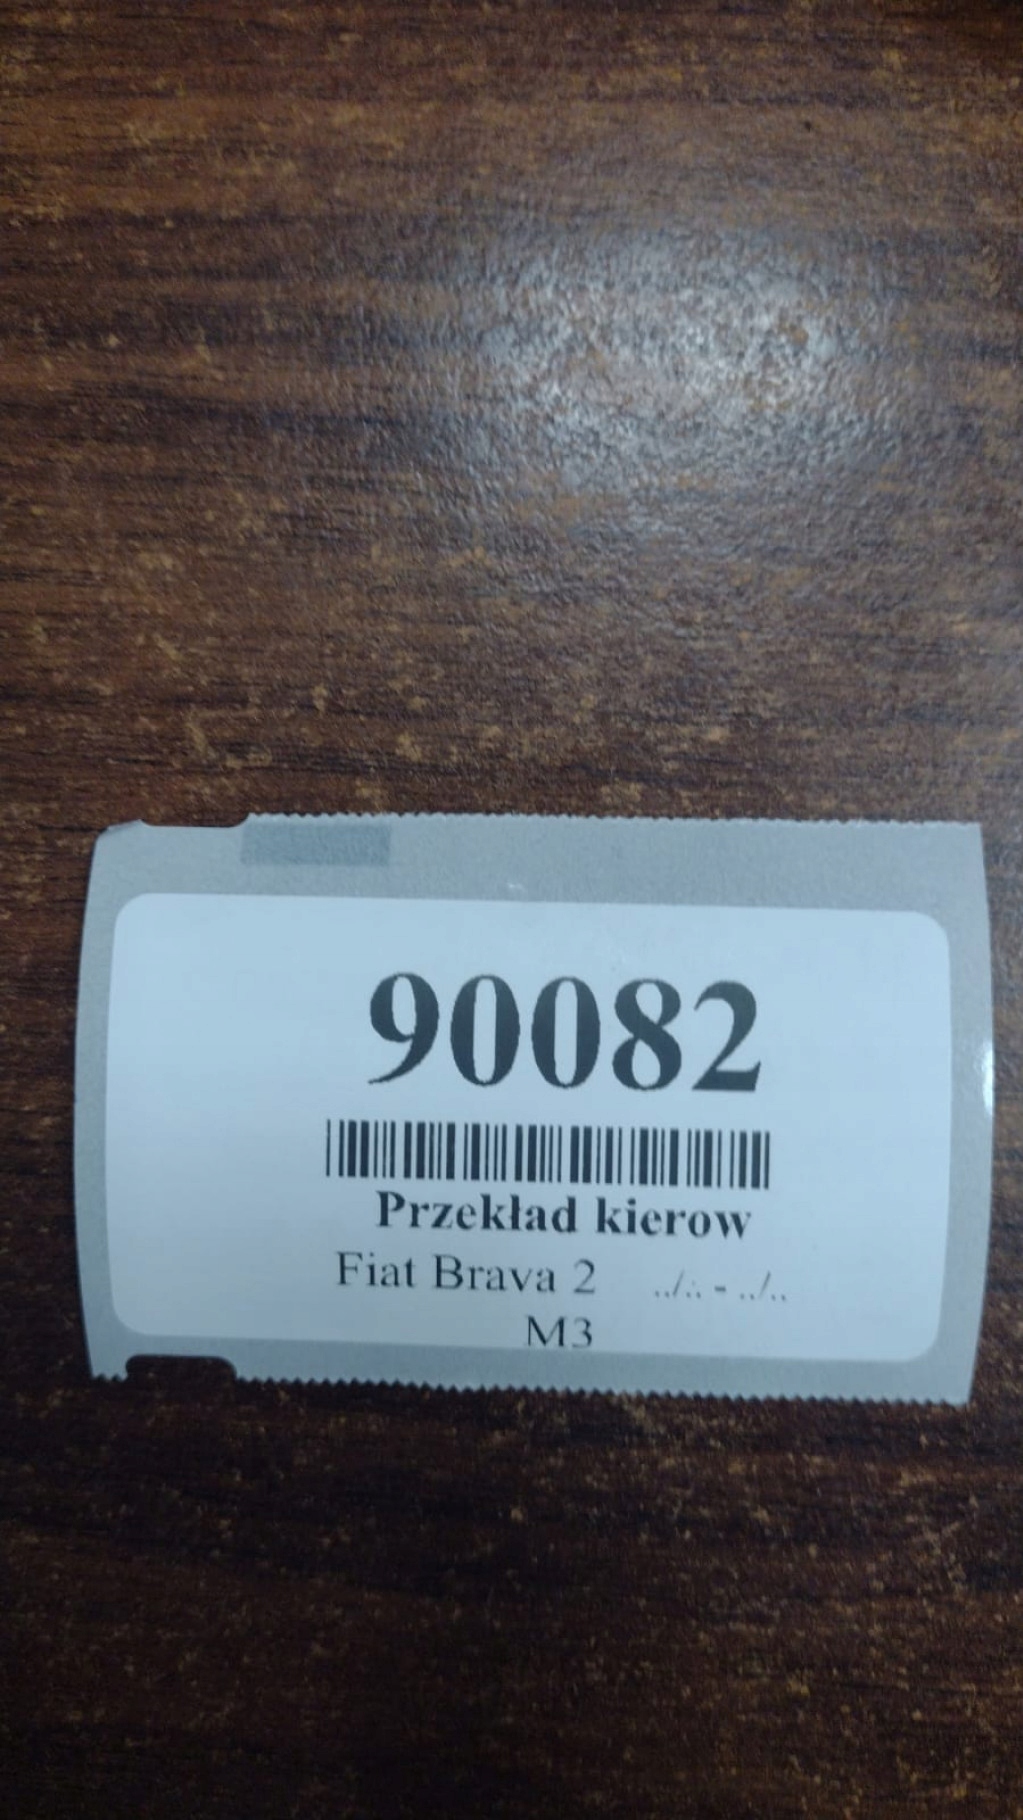 90082
Przekład kierow
Fiat Brava 2 ../.. - ../..
M3